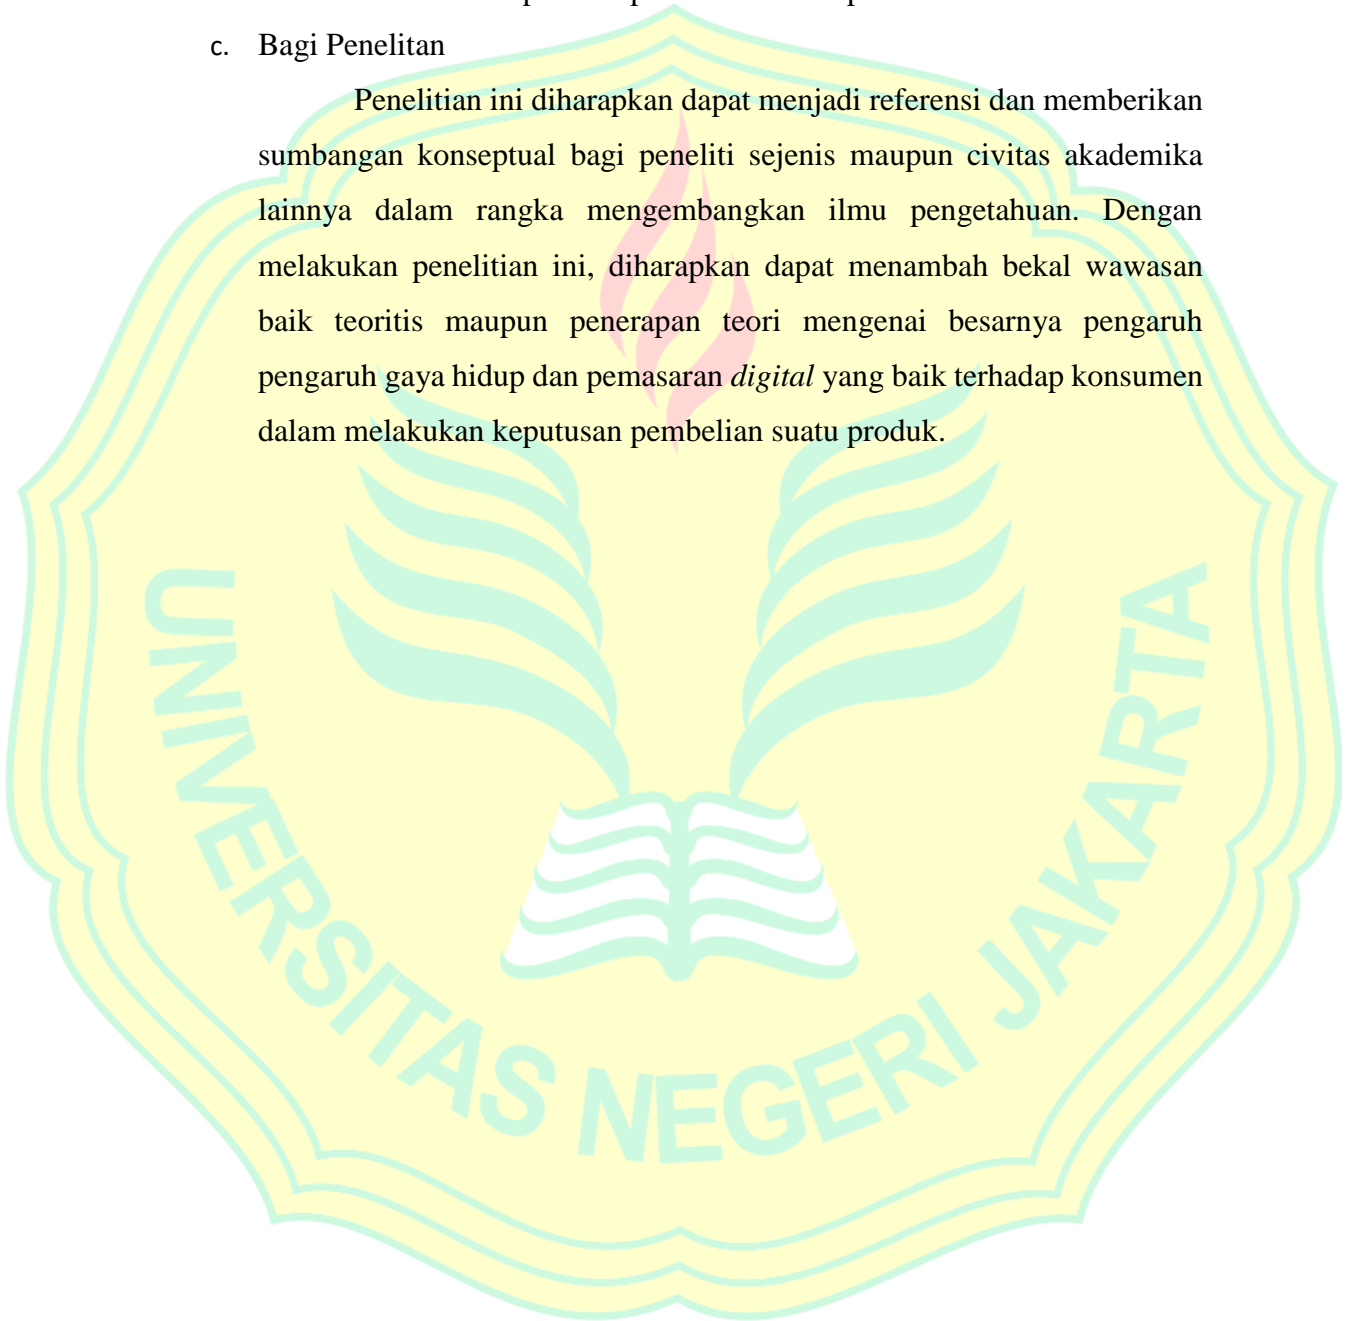 c. Bagi Penelitan
Penelitian ini diharapkan dapat menjadi referensi dan memberikan
sumbangan konseptual bagi peneliti sejenis maupun civitas akademika
lainnya dalam rangka mengembangkan ilmu pengetahuan. Dengan
melakukan penelitian ini, diharapkan dapat menambah bekal wawasan
baik teoritis maupun penerapan teori mengenai besarnya pengaruh
pengaruh gaya hidup dan pemasaran digital yang baik terhadap konsumen
dalam melakukan keputusan pembelian suatu produk.
UNIVERSITAS NEGERI JAKARTA